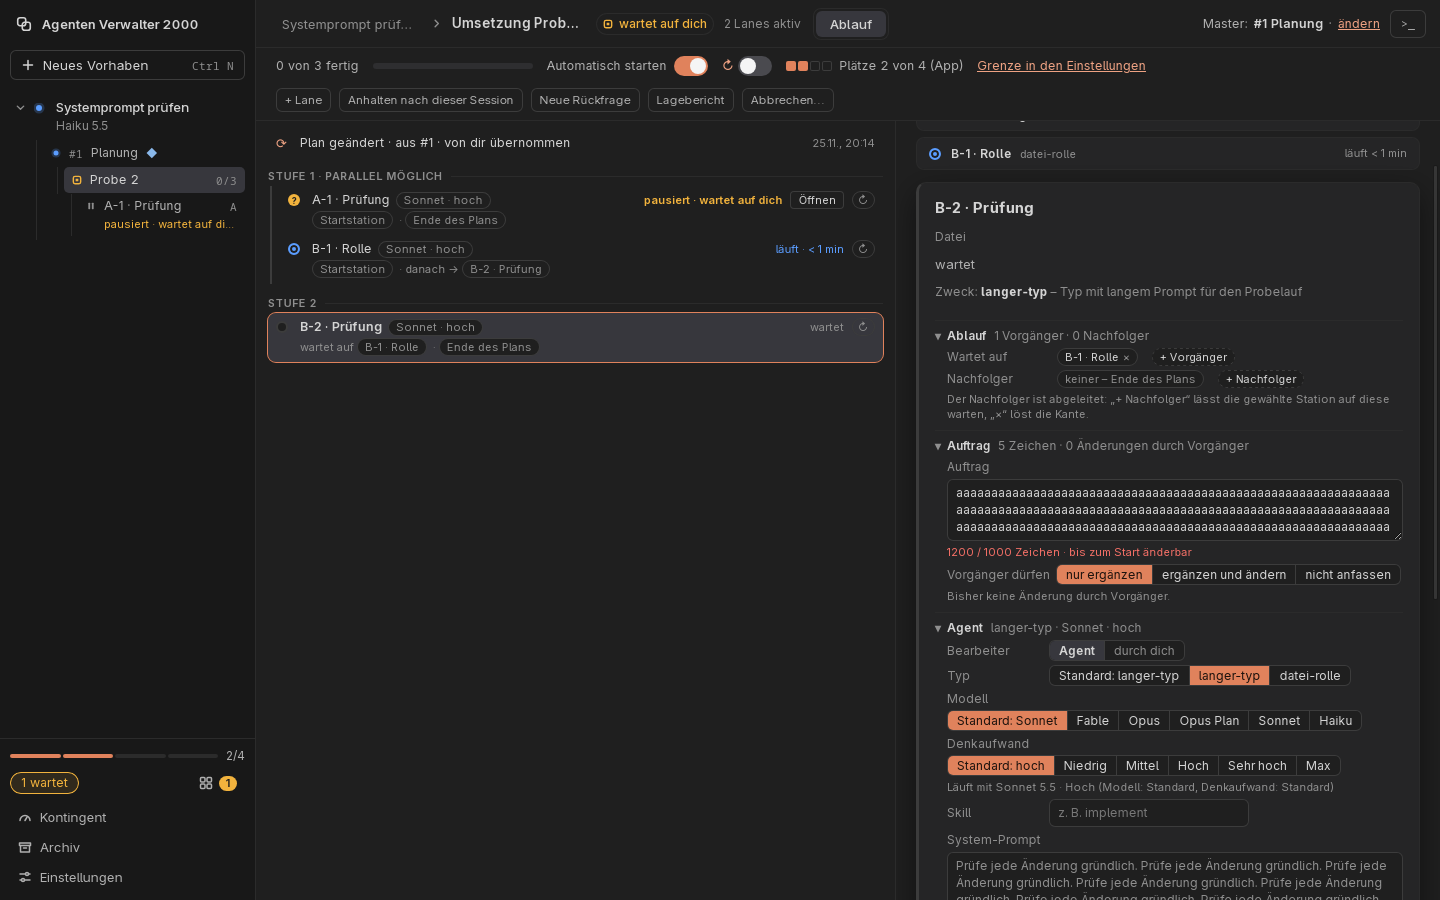 Agenten Verwalter 2000
Neues Vorhaben Ctrl N
Systemprompt prüfen
Haiku 5.5
#1 Planung
Probe 2 0/3
A-1 · Prüfung A
pausiert · wartet auf di…
2/4
1 wartet 1
Kontingent
Archiv
Einstellungen
Systemprompt prüf… › Umsetzung Prob… wartet auf dich 2 Lanes aktiv Ablauf
Master: #1 Planung · ändern >_
0 von 3 fertig Automatisch starten Plätze 2 von 4 (App) Grenze in den Einstellungen
+ Lane Anhalten nach dieser Session Neue Rückfrage Lagebericht Abbrechen…
Plan geändert · aus #1 · von dir übernommen 25.11., 20:14
STUFE 1 · PARALLEL MÖGLICH
A-1 · Prüfung Sonnet · hoch pausiert · wartet auf dich Öffnen
Startstation · Ende des Plans
B-1 · Rolle Sonnet · hoch läuft · < 1 min
Startstation · danach → B-2 · Prüfung
STUFE 2
B-2 · Prüfung Sonnet · hoch wartet
wartet auf B-1 · Rolle · Ende des Plans
B-1 · Rolle datei-rolle läuft < 1 min
B-2 · Prüfung
Datei
wartet
Zweck: langer-typ – Typ mit langem Prompt für den Probelauf
▾ Ablauf 1 Vorgänger · 0 Nachfolger
Wartet auf B-1 · Rolle × + Vorgänger
Nachfolger keiner – Ende des Plans + Nachfolger
Der Nachfolger ist abgeleitet: „+ Nachfolger“ lässt die gewählte Station auf diese
warten, „×“ löst die Kante.
▾ Auftrag 5 Zeichen · 0 Änderungen durch Vorgänger
Auftrag
aaaaaaaaaaaaaaaaaaaaaaaaaaaaaaaaaaaaaaaaaaaaaaaaaaaaaaaaaaaaaa
aaaaaaaaaaaaaaaaaaaaaaaaaaaaaaaaaaaaaaaaaaaaaaaaaaaaaaaaaaaaaa
aaaaaaaaaaaaaaaaaaaaaaaaaaaaaaaaaaaaaaaaaaaaaaaaaaaaaaaaaaaaaa
1200 / 1000 Zeichen · bis zum Start änderbar
Vorgänger dürfen nur ergänzen ergänzen und ändern nicht anfassen
Bisher keine Änderung durch Vorgänger.
▾ Agent langer-typ · Sonnet · hoch
Bearbeiter Agent durch dich
Typ Standard: langer-typ langer-typ datei-rolle
Modell
Standard: Sonnet Fable Opus Opus Plan Sonnet Haiku
Denkaufwand
Standard: hoch Niedrig Mittel Hoch Sehr hoch Max
Läuft mit Sonnet 5.5 · Hoch (Modell: Standard, Denkaufwand: Standard)
Skill z. B. implement
System-Prompt
Prüfe jede Änderung gründlich. Prüfe jede Änderung gründlich. Prüfe jede
Änderung gründlich. Prüfe jede Änderung gründlich. Prüfe jede Änderung
gründlich. Prüfe jede Änderung gründlich. Prüfe jede Änderung gründlich.